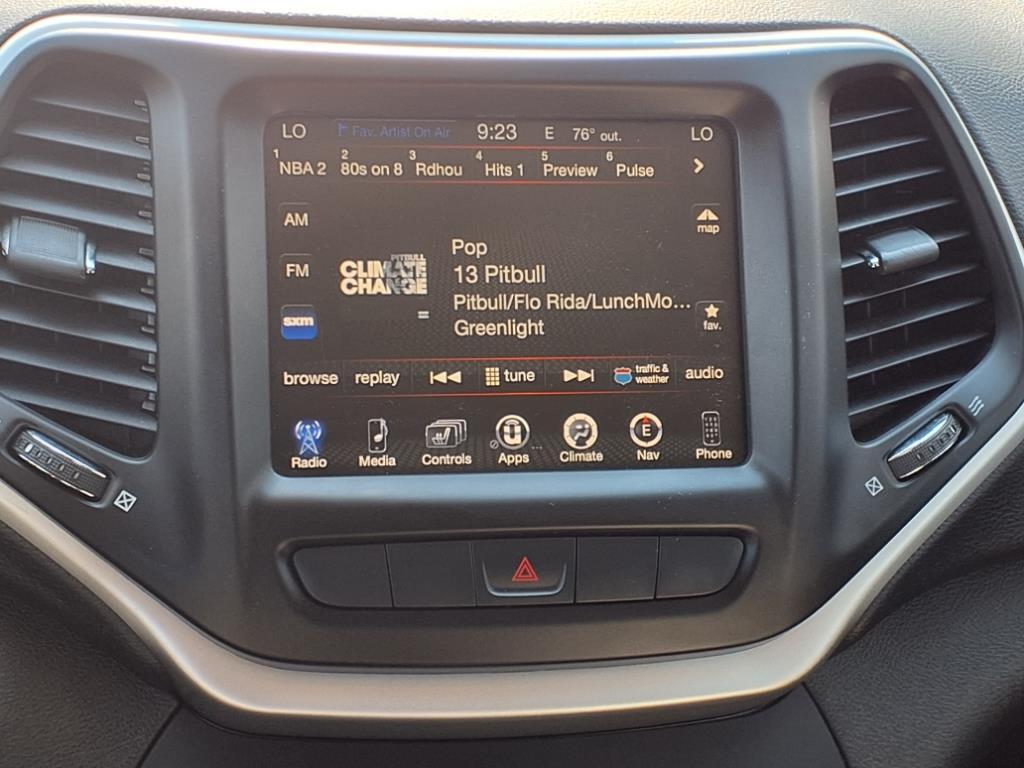 LO Fav. Artist On Air 9:23 E 76° out. LO
1 2 3 4 5 6
NBA 2 80s on 8 Rdhou Hits 1 Preview Pulse
AM
map
FM
PITBULL
CLIMATE
CHANGE
Pop
13 Pitbull
Pitbull/Flo Rida/LunchMo...
Greenlight
sxm
fav.
browse replay tune traffic & weather audio
U E
Radio Media Controls Apps Climate Nav Phone